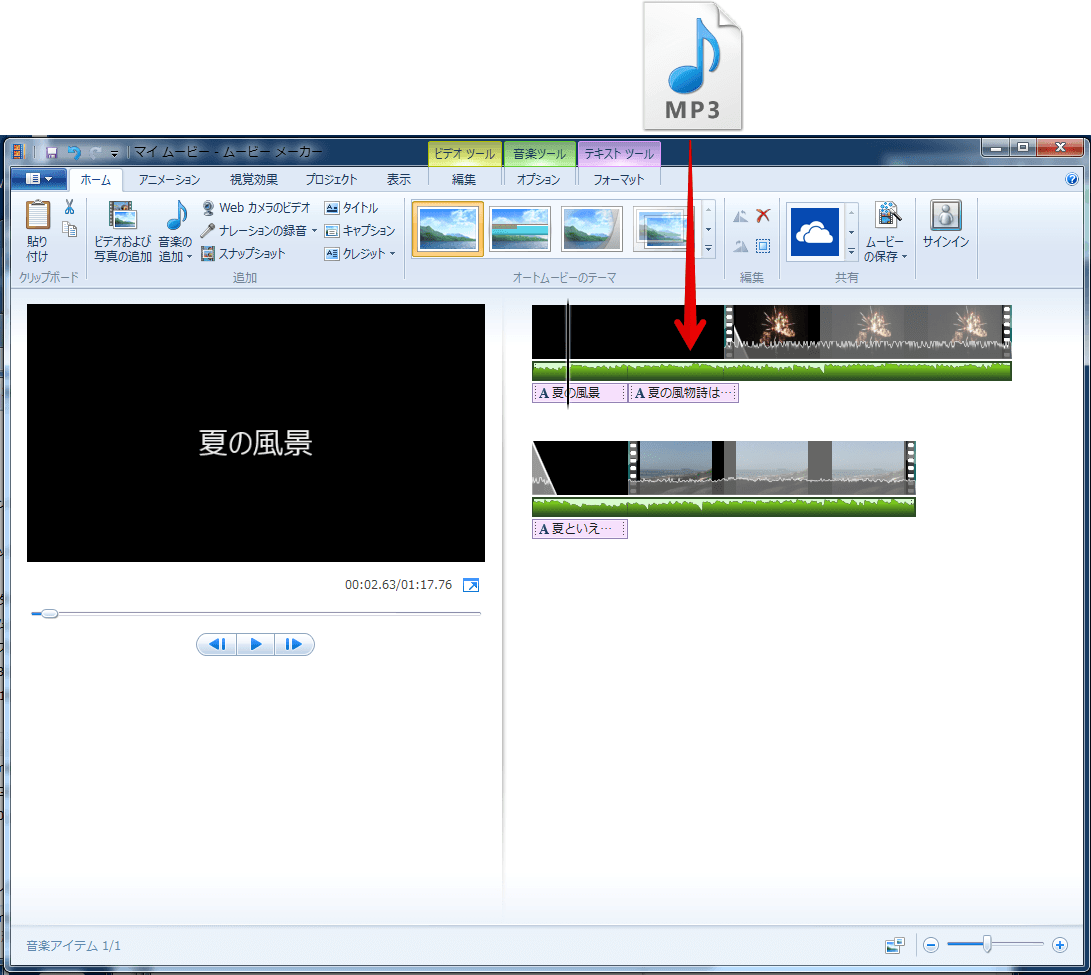 MP3
マイ ムービー - ムービー メーカー
ビデオ ツール
音楽ツール
テキスト ツール
ホーム
アニメーション
視覚効果
プロジェクト
表示
編集
オプション
フォーマット
貼り
付け
クリップボード
ビデオおよび
写真の追加
音楽の
追加
Web カメラのビデオ
ナレーションの録音
スナップショット
タイトル
キャプション
クレジット
追加
オートムービーのテーマ
編集
ムービー
の保存
共有
サインイン
夏の風景
00:02.63/01:17.76
A 夏の風景
A 夏の風物詩は…
A 夏といえ…
音楽アイテム 1/1